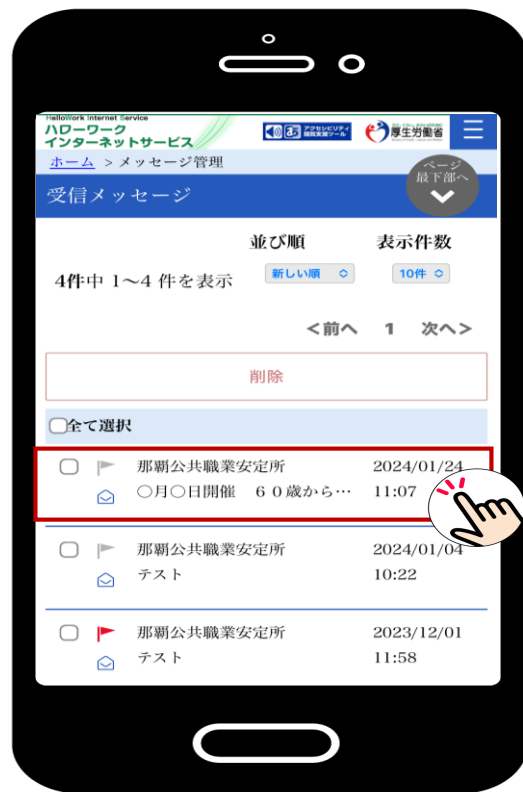 HelloWork Internet Service
ハローワーク
インターネットサービス
アクセシビリティ
閲覧支援ツール
厚生労働省
ホーム > メッセージ管理
ページ
最下部へ
受信メッセージ
並び順 表示件数
4件中 1～4 件を表示 新しい順 10件
<前へ 1 次へ>
削除
全て選択
那覇公共職業安定所 2024/01/24
○月○日開催 ６０歳から… 11:07
那覇公共職業安定所 2024/01/04
テスト 10:22
那覇公共職業安定所 2023/12/01
テスト 11:58